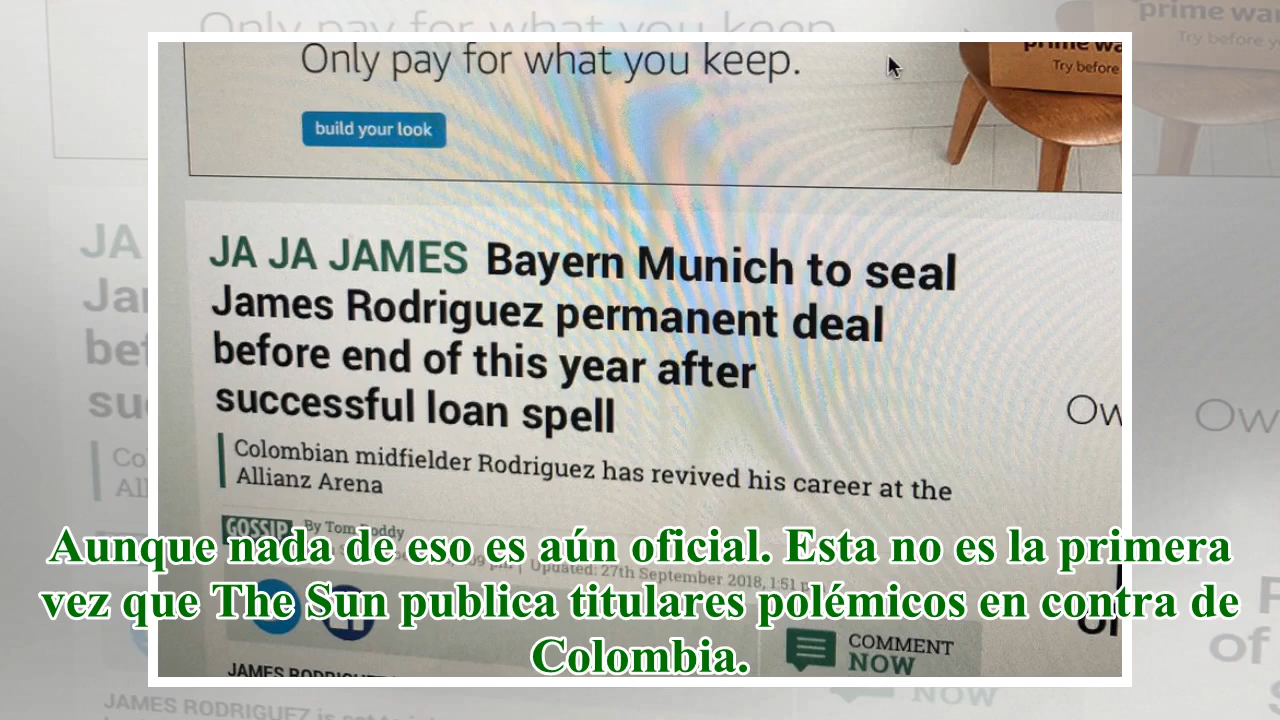 Only pay for what you keep.
prime wa
Try before
build your look
JA JA JAMES Bayern Munich to seal
James Rodriguez permanent deal
before end of this year after
successful loan spell
Ow
Colombian midfielder Rodriguez has revived his career at the
Allianz Arena
GOSSIP By Tom Roddy
Updated: 27th September 2018, 1:51 p
Aunque nada de eso es aún oficial. Esta no es la primera
vez que The Sun publica titulares polémicos en contra de
Colombia.
COMMENT
NOW